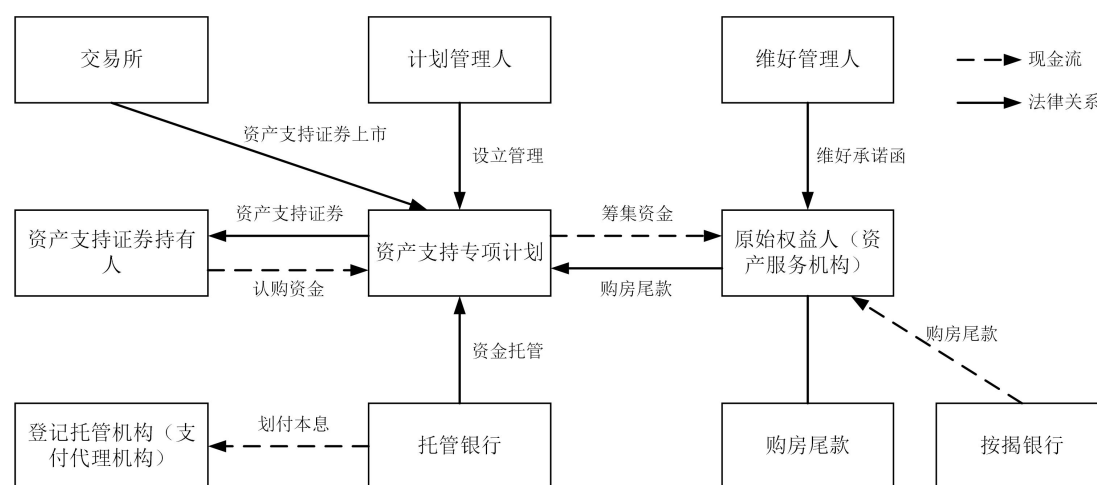 交易所
计划管理人
维好管理人
现金流
法律关系
资产支持证券上市
设立管理
维好承诺函
资产支持证券持有
人
资产支持证券
认购资金
资产支持专项计划
筹集资金
购房尾款
原始权益人（资
产服务机构）
资金托管
购房尾款
登记托管机构（支
付代理机构）
划付本息
托管银行
购房尾款
按揭银行